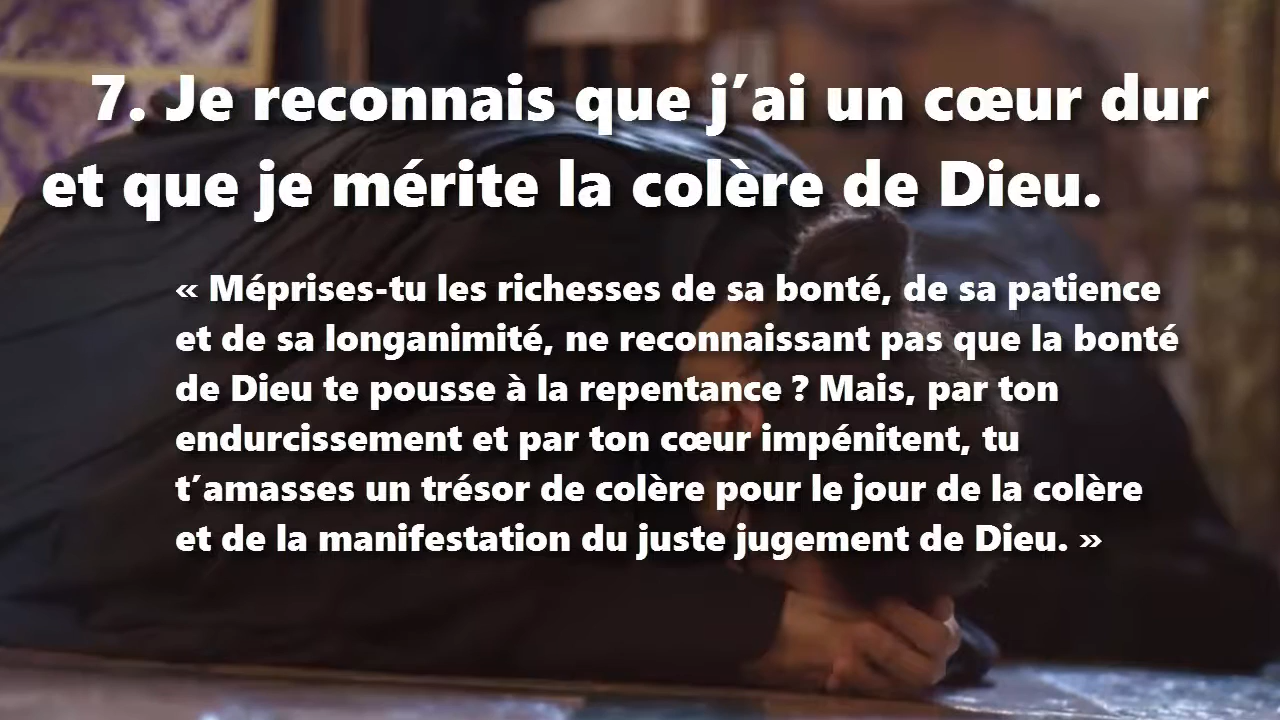 7. Je reconnais que j’ai un cœur dur
et que je mérite la colère de Dieu.
« Méprises-tu les richesses de sa bonté, de sa patience
et de sa longanimité, ne reconnaissant pas que la bonté
de Dieu te pousse à la repentance ? Mais, par ton
endurcissement et par ton cœur impénitent, tu
t’amasses un trésor de colère pour le jour de la colère
et de la manifestation du juste jugement de Dieu. »